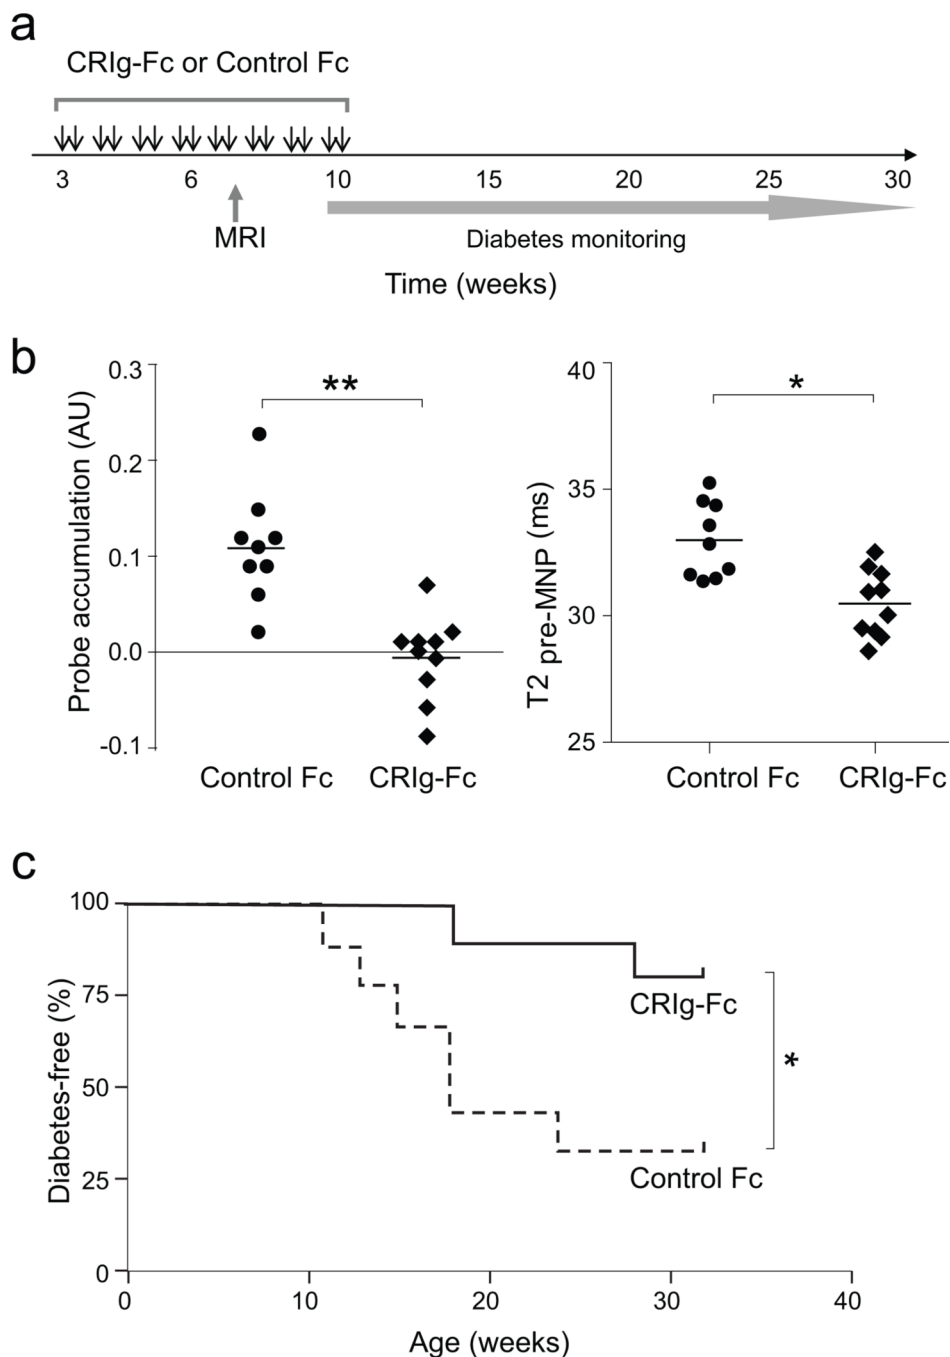 a
CRIg-Fc or Control Fc
3 6 10 15 20 25 30
MRI
Diabetes monitoring
Time (weeks)
b
Probe accumulation (AU)
0.3
0.2
0.1
0.0
-0.1
**
Control Fc CRIg-Fc
T2 pre-MNP (ms)
40
35
30
25
*
Control Fc CRIg-Fc
c
Diabetes-free (%)
100
75
50
25
0
CRIg-Fc
*
Control Fc
0 10 20 30 40
Age (weeks)